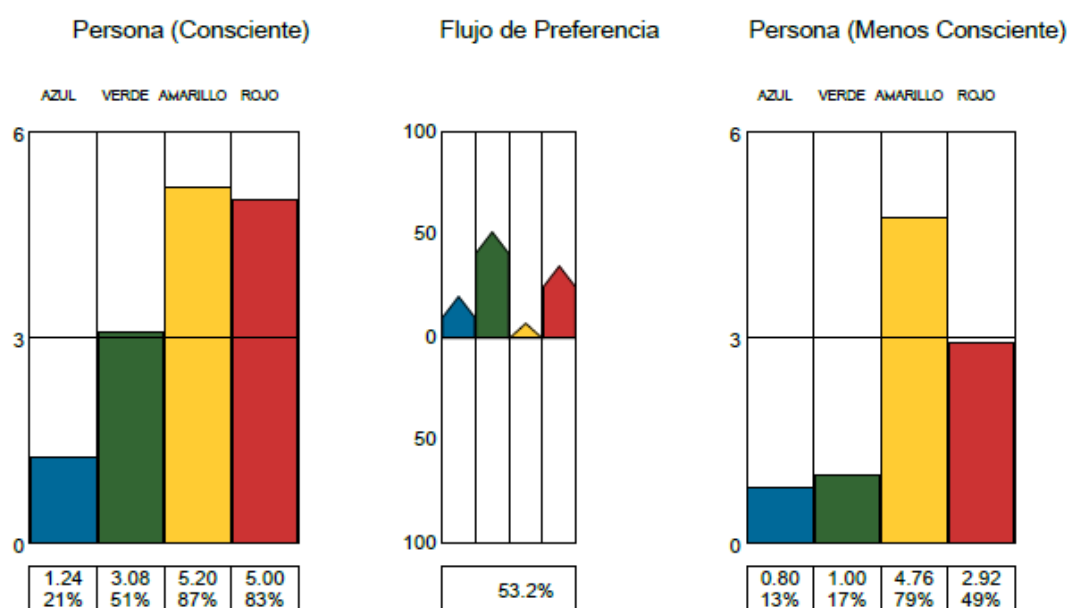 Persona (Consciente)
Flujo de Preferencia
Persona (Menos Consciente)
AZUL VERDE AMARILLO ROJO
AZUL VERDE AMARILLO ROJO
6
3
0
100
50
0
50
100
6
3
0
1.24 3.08 5.20 5.00
21% 51% 87% 83%
53.2%
0.80 1.00 4.76 2.92
13% 17% 79% 49%